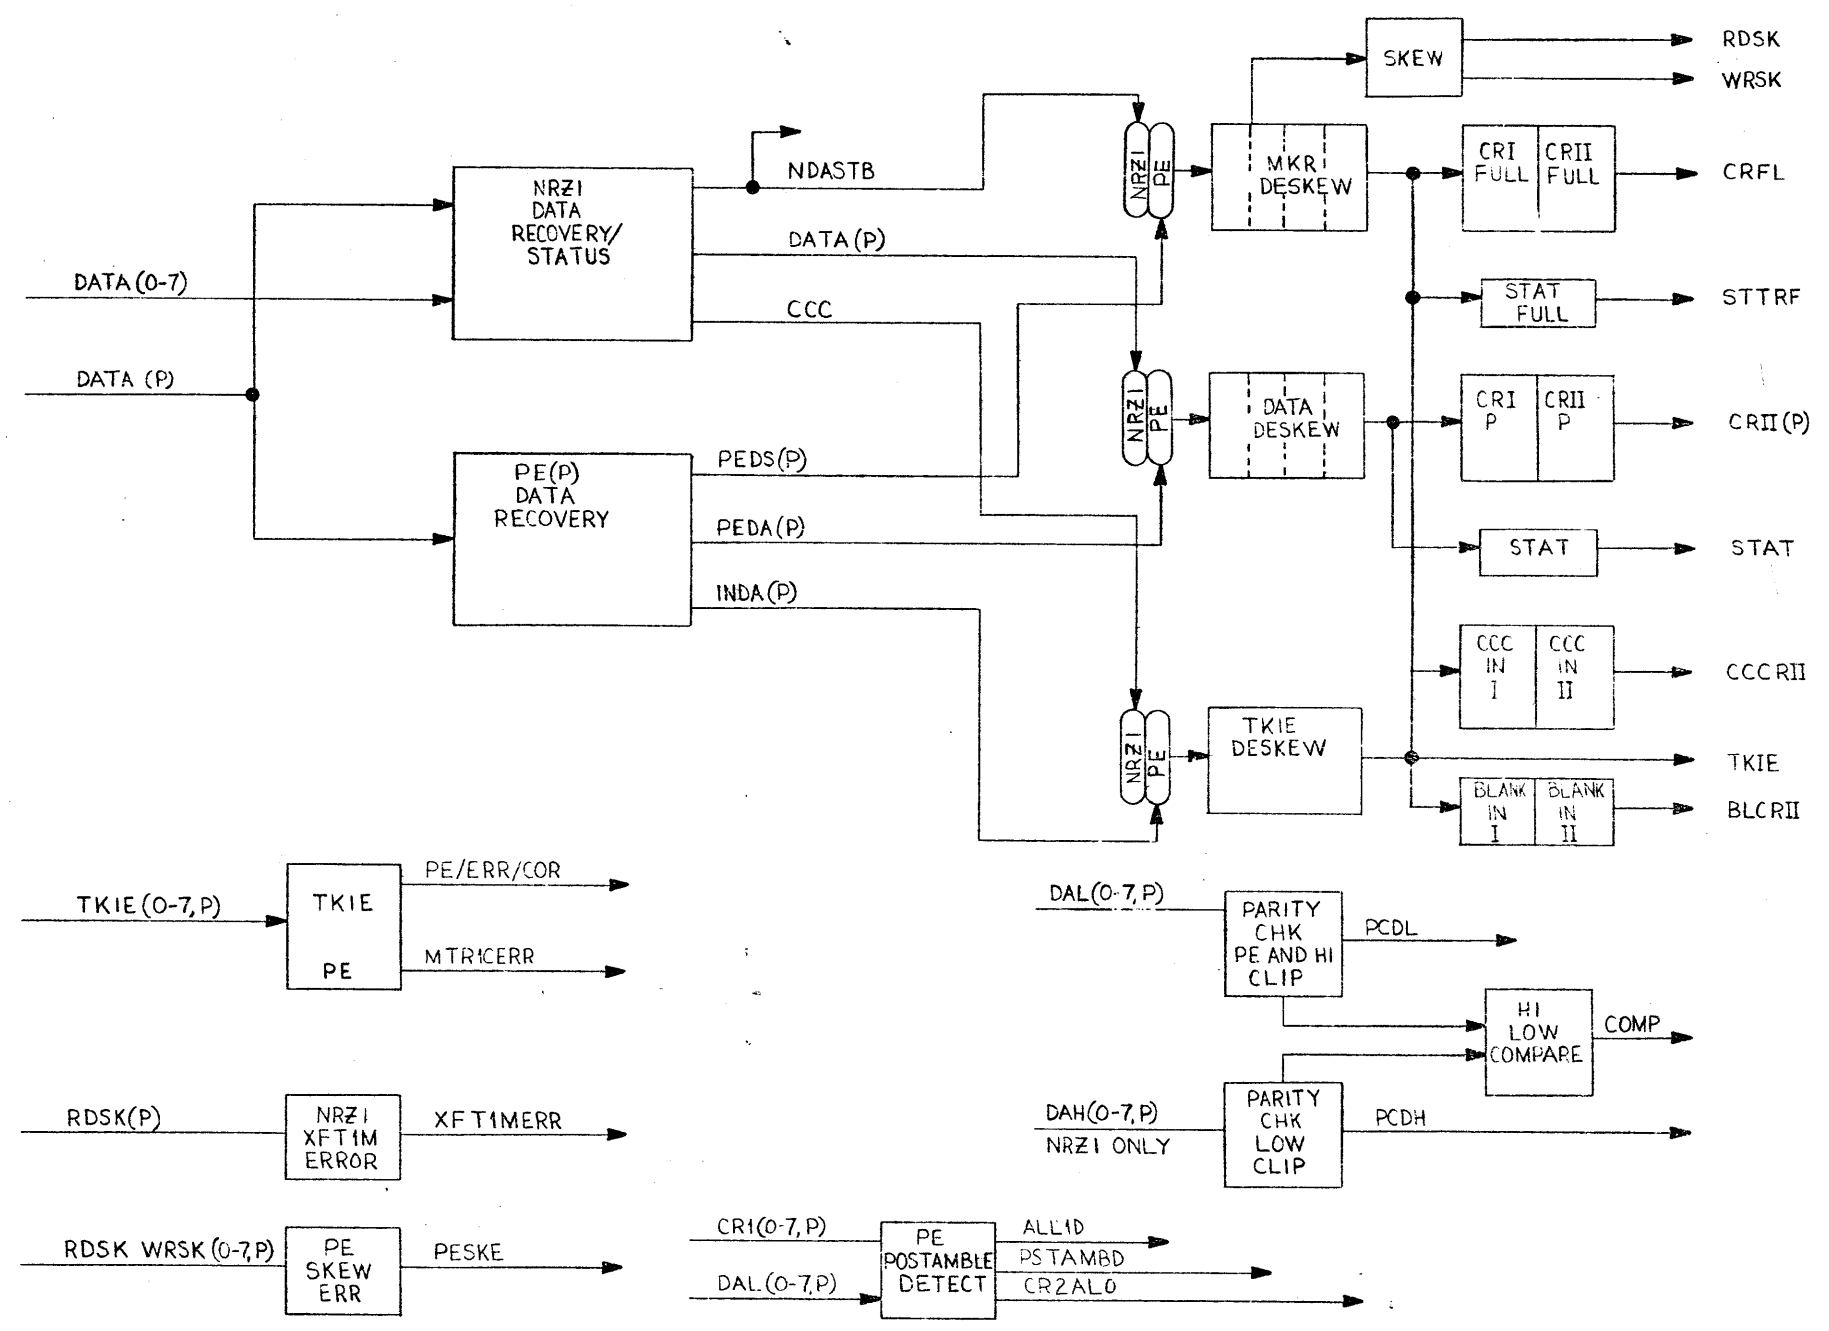 SKEW
RDSK
WRSK
NRZI
DATA
RECOVERY/
STATUS
NDASTB
NRZI
PE
MKR
DESKEW
CRI
FULL
CRII
FULL
CRFL
DATA(P)
DATA(0-7)
CCC
STAT
FULL
STTRF
DATA (P)
NRZI
PE
DATA
DESKEW
CRI
P
CRII
P
CRII(P)
PE(P)
DATA
RECOVERY
PEDS(P)
PEDA(P)
INDA(P)
STAT
STAT
CCC
IN
I
CCC
IN
II
CCCRII
NRZI
PE
TKIE
DESKEW
TKIE
BLANK
IN
I
BLANK
IN
II
BLCRII
TKIE(0-7,P)
TKIE
PE
PE/ERR/COR
MTRICERR
DAL(0-7,P)
PARITY
CHK
PE AND HI
CLIP
PCDL
HI
LOW
COMPARE
COMP
RDSK(P)
NRZI
XFTIM
ERROR
XFTIMERR
DAH(0-7,P)
NRZI ONLY
PARITY
CHK
LOW
CLIP
PCDH
RDSK WRSK(0-7,P)
PE
SKEW
ERR
PESKE
CR1(0-7,P)
DAL(0-7,P)
PE
POSTAMBLE
DETECT
ALL1D
PSTAMBD
CR2AL0